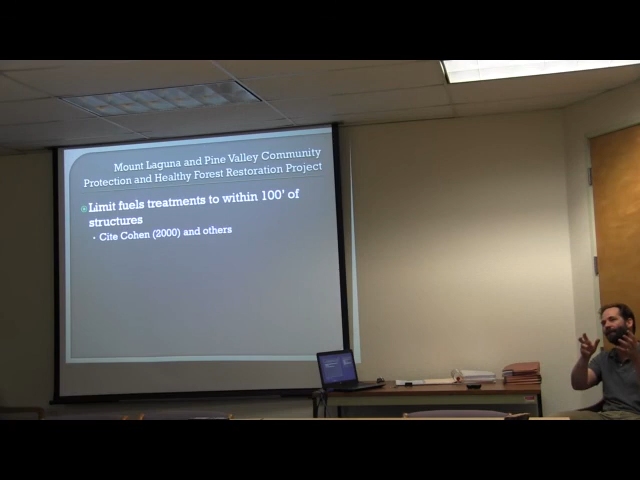 Mount Laguna and Pine Valley Community
Protection and Healthy Forest Restoration Project
Limit fuels treatments to within 100' of
structures
Cite Cohen (2000) and others